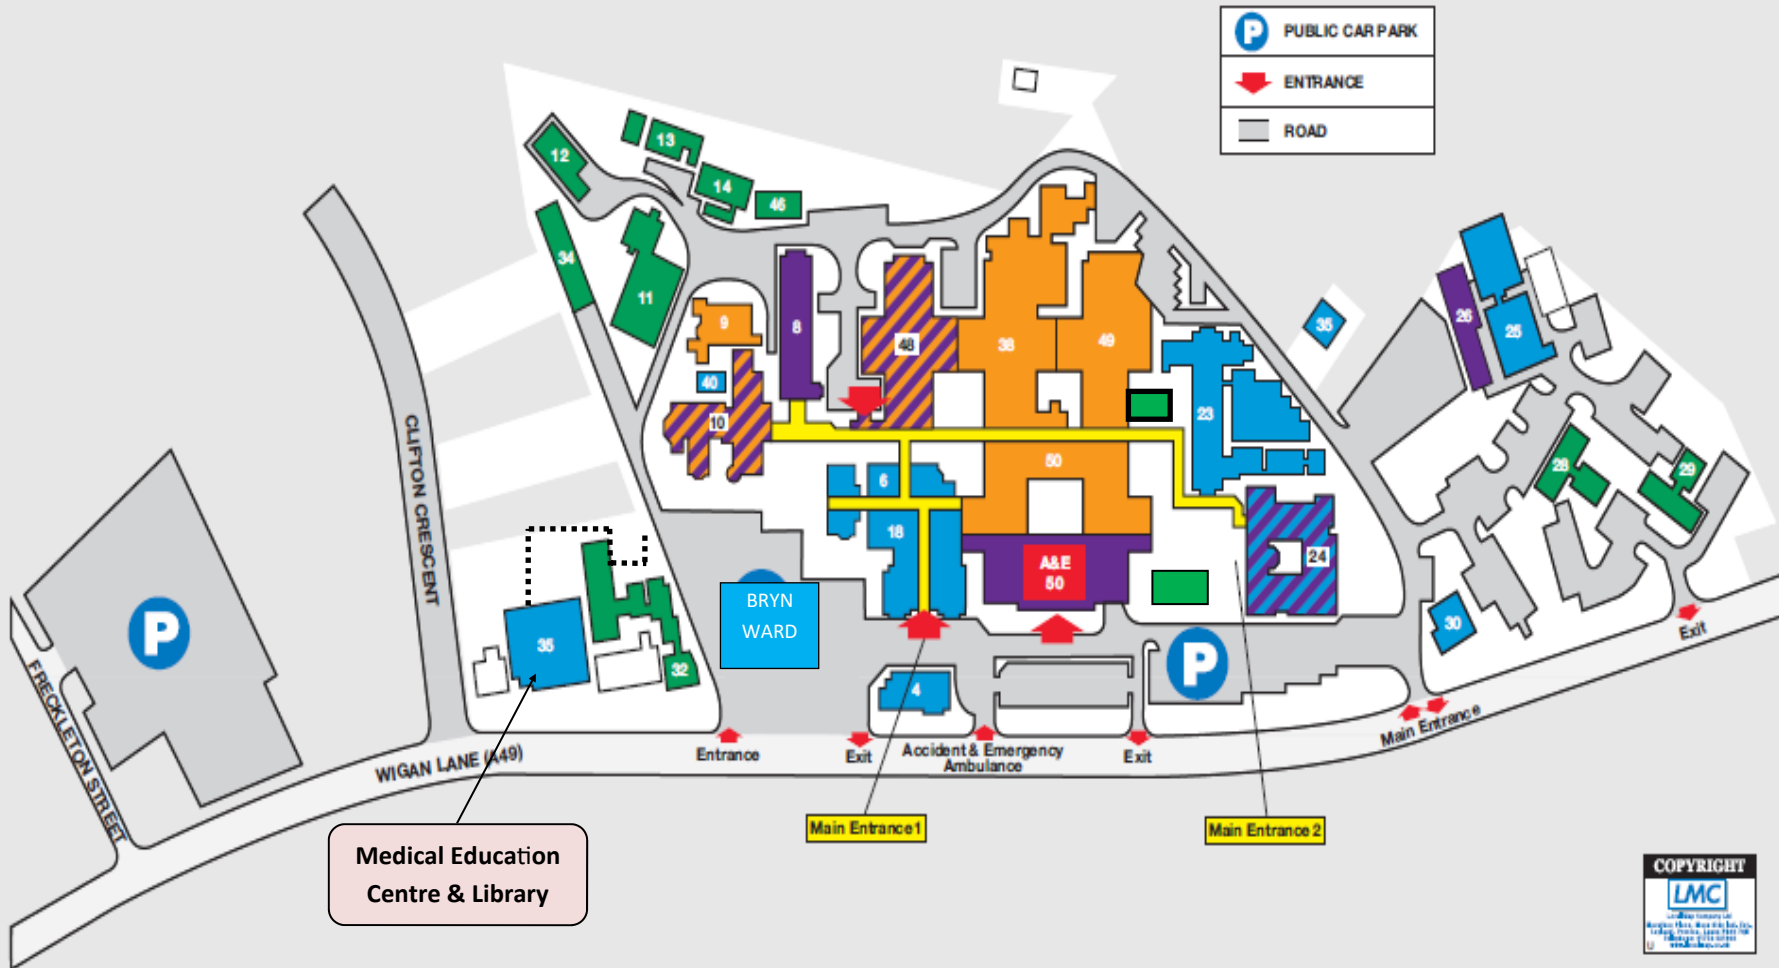 PUBLIC CAR PARK
ENTRANCE
ROAD
12
13
14
46
34
11
9
8
48
38
49
40
10
23
35
26
25
28
29
6
50
18
A&E
50
24
30
BRYN
WARD
35
32
4
P
P
P
CLIFTON CRESCENT
FRECKLETON STREET
WIGAN LANE (A49)
Entrance
Exit
Accident & Emergency
Ambulance
Exit
Main Entrance
Exit
Main Entrance 1
Main Entrance 2
Medical Education
Centre & Library
COPYRIGHT
LMC